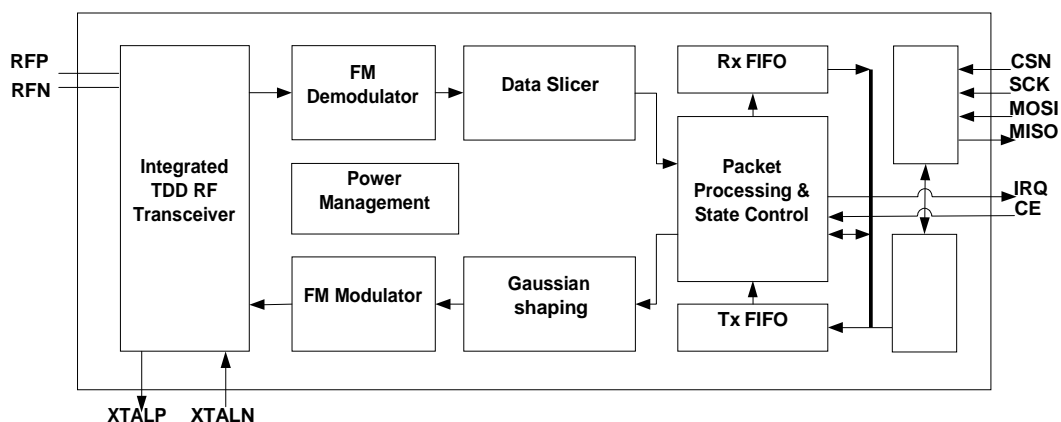 RFP
RFN
Integrated
TDD RF
Transceiver
FM
Demodulator
Data Slicer
Power
Management
FM Modulator
Gaussian
shaping
Rx FIFO
Packet
Processing &
State Control
Tx FIFO
CSN
SCK
MOSI
MISO
IRQ
CE
XTALP
XTALN